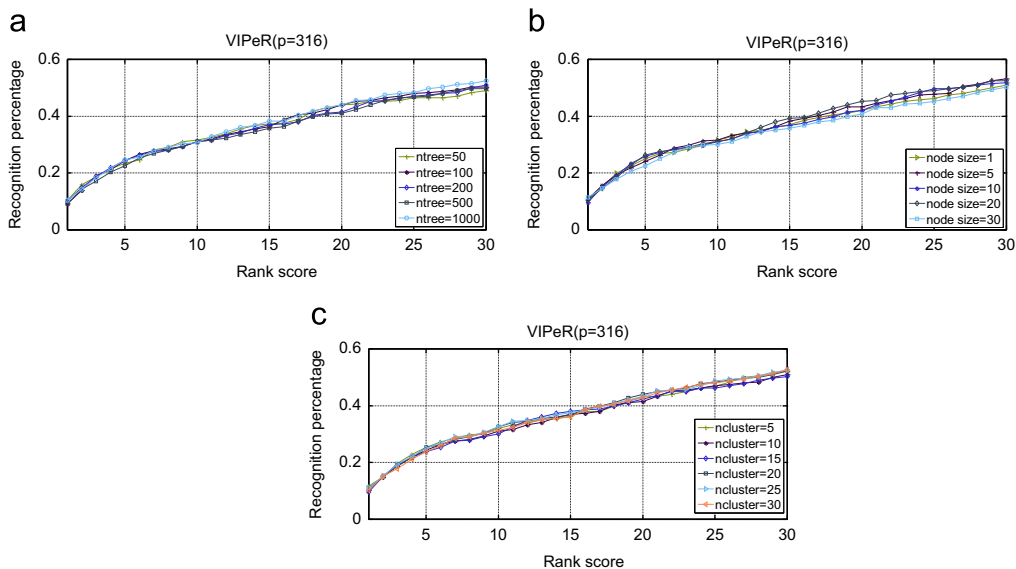 a
VIPeR(p=316)
Recognition percentage
0.6
0.4
0.2
0
5 10 15 20 25 30
Rank score
ntree=50
ntree=100
ntree=200
ntree=500
ntree=1000
b
VIPeR(p=316)
Recognition percentage
0.6
0.4
0.2
0
5 10 15 20 25 30
Rank score
node size=1
node size=5
node size=10
node size=20
node size=30
c
VIPeR(p=316)
Recognition percentage
0.6
0.4
0.2
0
5 10 15 20 25 30
Rank score
ncluster=5
ncluster=10
ncluster=15
ncluster=20
ncluster=25
ncluster=30